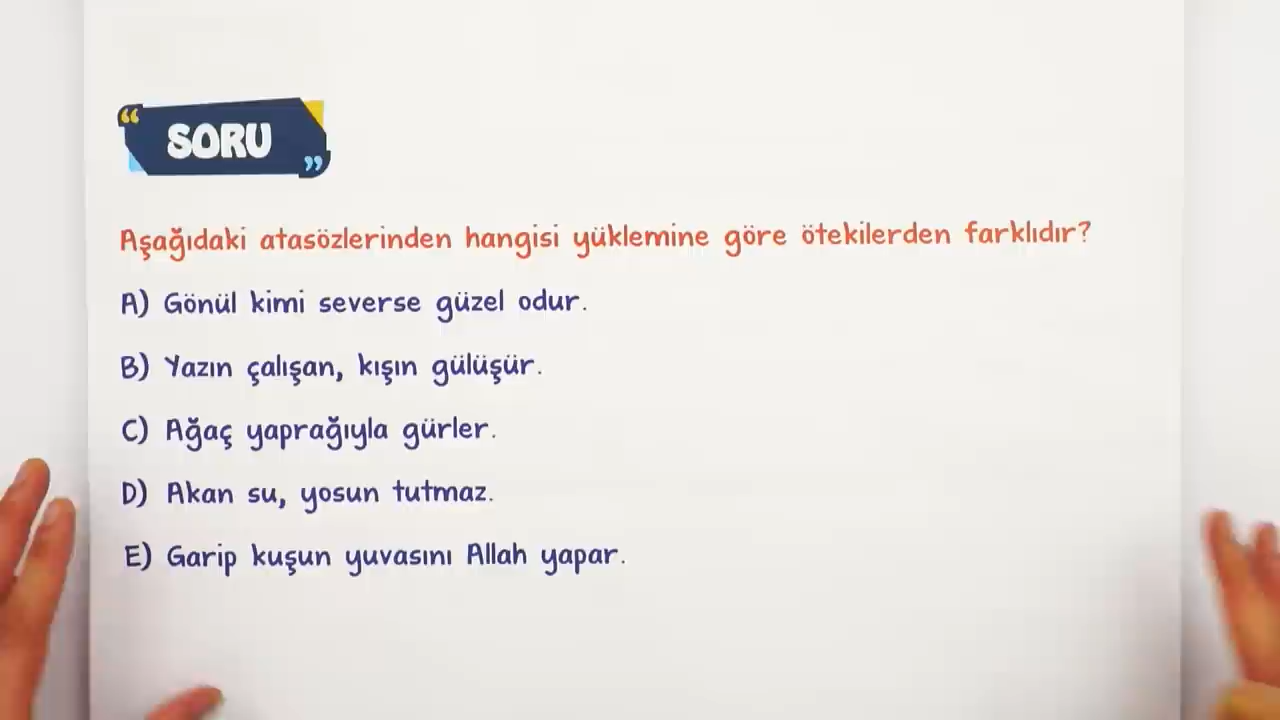 SORU
Aşağıdaki atasözlerinden hangisi yüklemine göre ötekilerden farklıdır?
A) Gönül kimi severse güzel odur.
B) Yazın çalışan, kışın gülüşür.
C) Ağaç yaprağıyla gürler.
D) Akan su, yosun tutmaz.
E) Garip kuşun yuvasını Allah yapar.